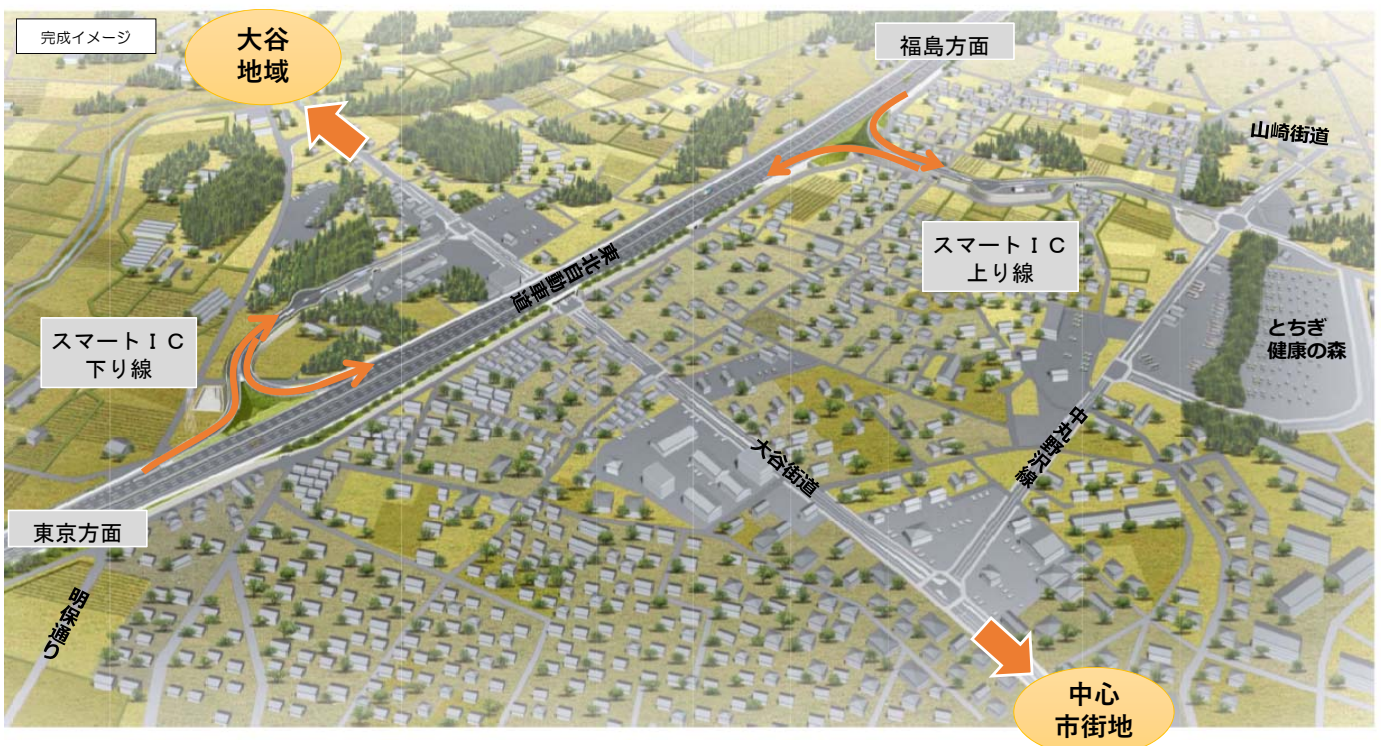 完成イメージ
大谷
地域
福島方面
山崎街道
スマートＩＣ
上り線
東北自動車道
スマートＩＣ
下り線
とちぎ
健康の森
中丸野沢線
大谷街道
東京方面
明保通り
中心
市街地